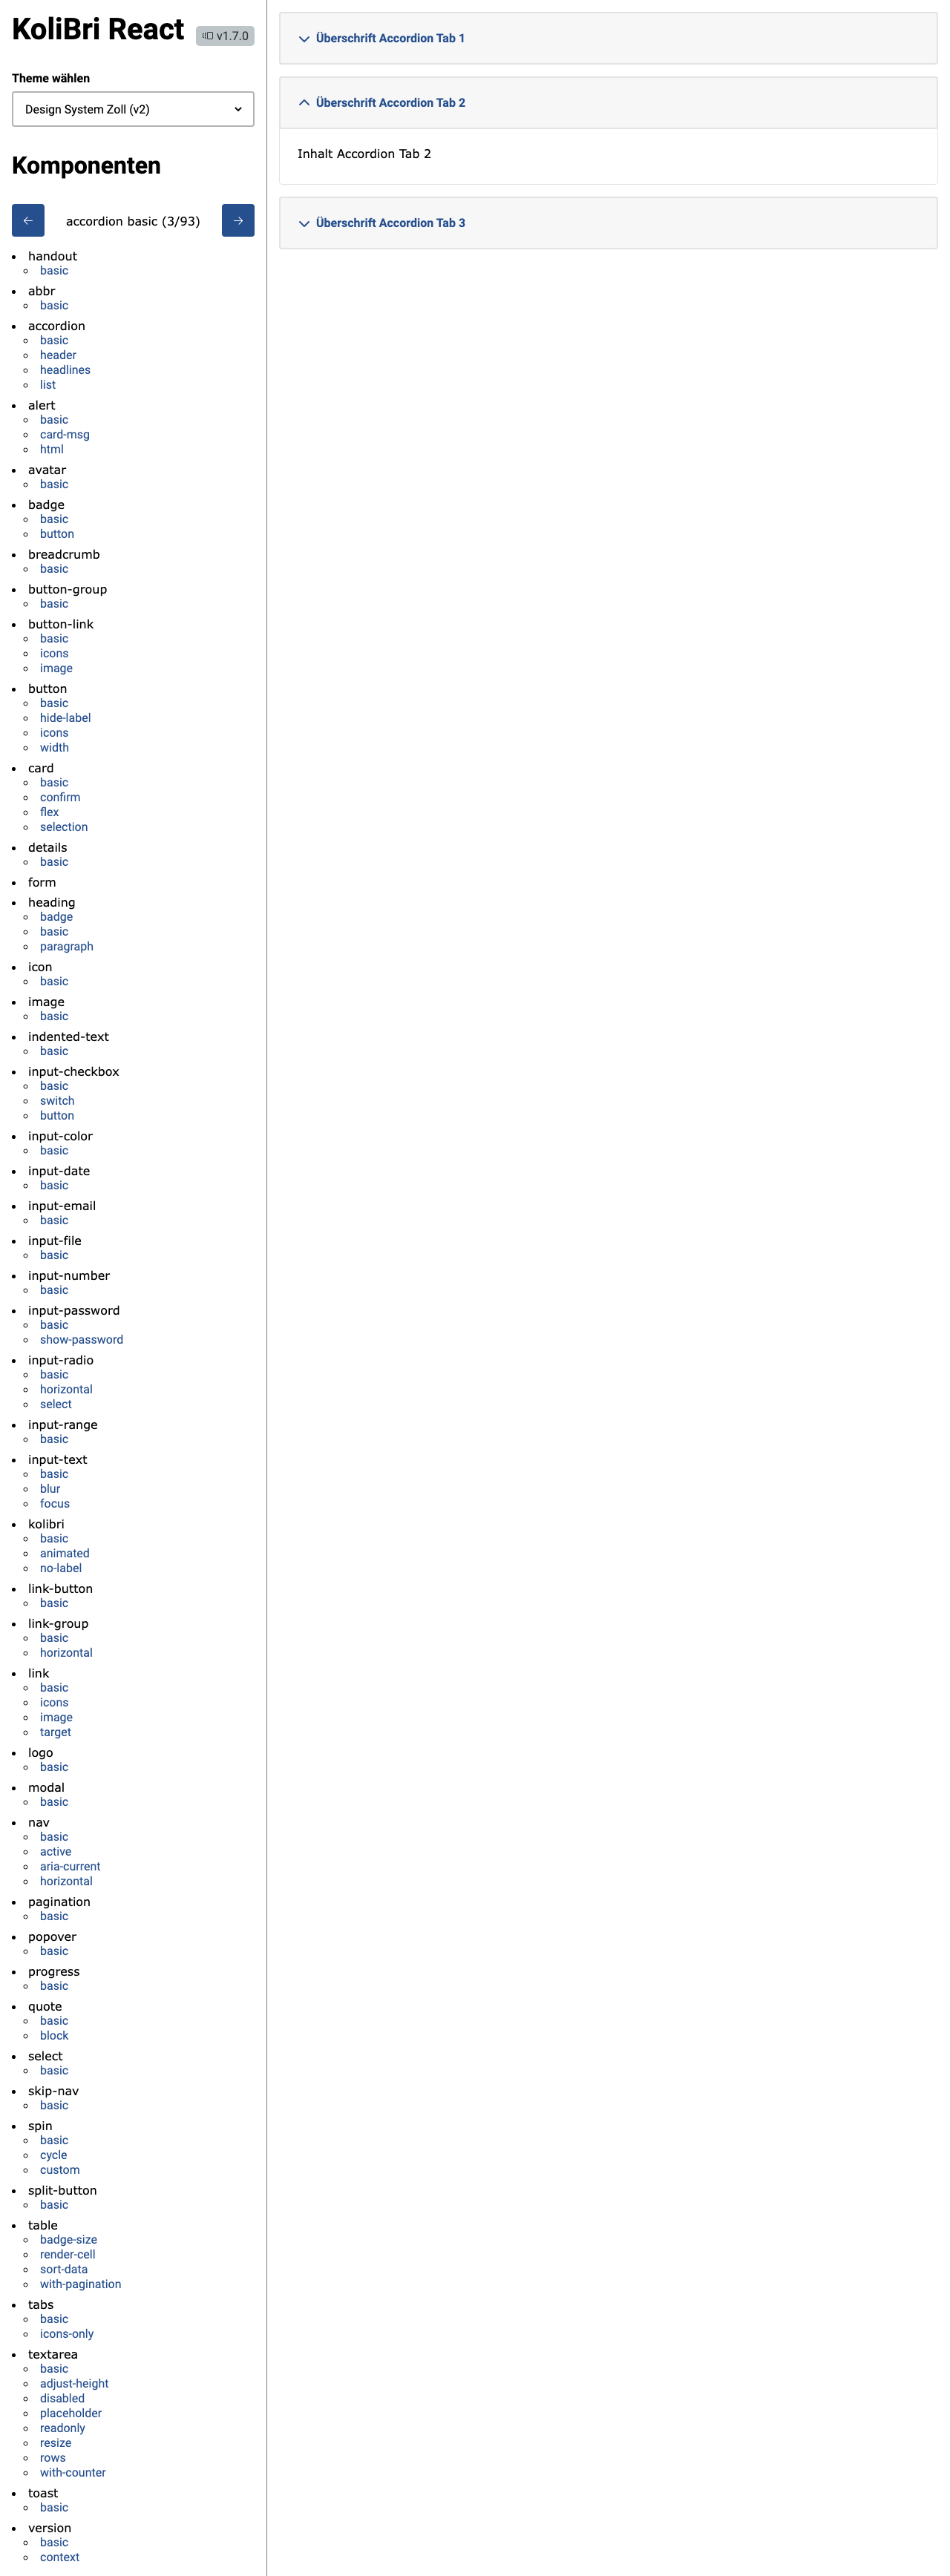 KoliBri React v1.7.0
Theme wählen
Design System Zoll (v2)
Komponenten
accordion basic (3/93)
handout
basic
abbr
basic
accordion
basic
header
headlines
list
alert
basic
card-msg
html
avatar
basic
badge
basic
button
breadcrumb
basic
button-group
basic
button-link
basic
icons
image
button
basic
hide-label
icons
width
card
basic
confirm
flex
selection
details
basic
form
heading
badge
basic
paragraph
icon
basic
image
basic
indented-text
basic
input-checkbox
basic
switch
button
input-color
basic
input-date
basic
input-email
basic
input-file
basic
input-number
basic
input-password
basic
show-password
input-radio
basic
horizontal
select
input-range
basic
input-text
basic
blur
focus
kolibri
basic
animated
no-label
link-button
basic
link-group
basic
horizontal
link
basic
icons
image
target
logo
basic
modal
basic
nav
basic
active
aria-current
horizontal
pagination
basic
popover
basic
progress
basic
quote
basic
block
select
basic
skip-nav
basic
spin
basic
cycle
custom
split-button
basic
table
badge-size
render-cell
sort-data
with-pagination
tabs
basic
icons-only
textarea
basic
adjust-height
disabled
placeholder
readonly
resize
rows
with-counter
toast
basic
version
basic
context
Überschrift Accordion Tab 1
Überschrift Accordion Tab 2
Inhalt Accordion Tab 2
Überschrift Accordion Tab 3